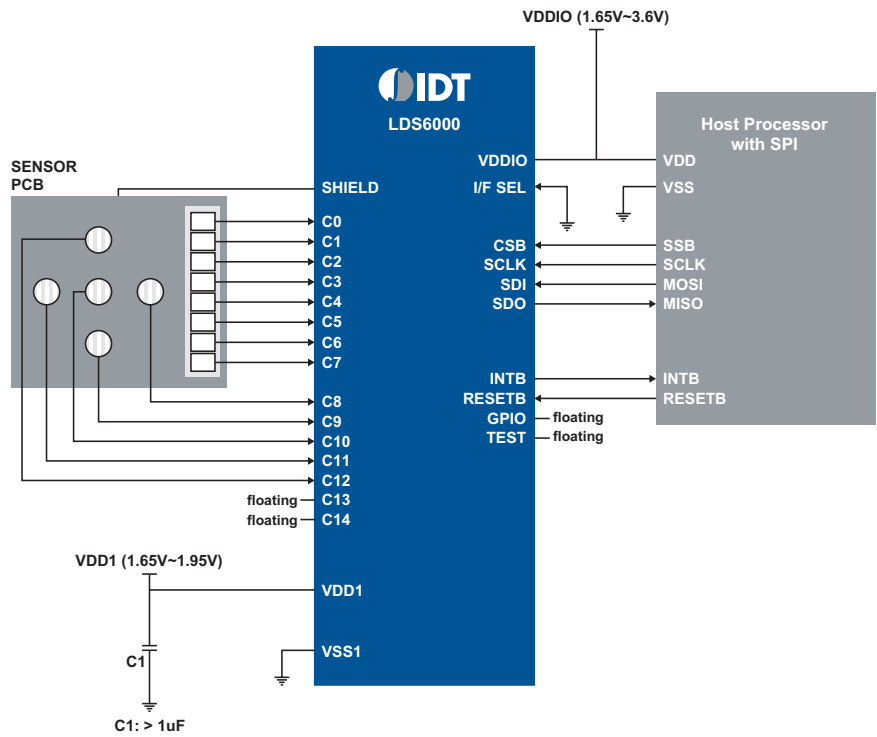 VDDIO (1.65V~3.6V)
IDT
LDS6000
Host Processor
with SPI
SENSOR
PCB
SHIELD
C0
C1
C2
C3
C4
C5
C6
C7
C8
C9
C10
C11
C12
floating C13
floating C14
VDDIO
I/F SEL
CSB
SCLK
SDI
SDO
INTB
RESETB
GPIO floating
TEST floating
VDD
VSS
SSB
SCLK
MOSI
MISO
INTB
RESETB
VDD1 (1.65V~1.95V)
VDD1
C1
VSS1
C1: > 1uF